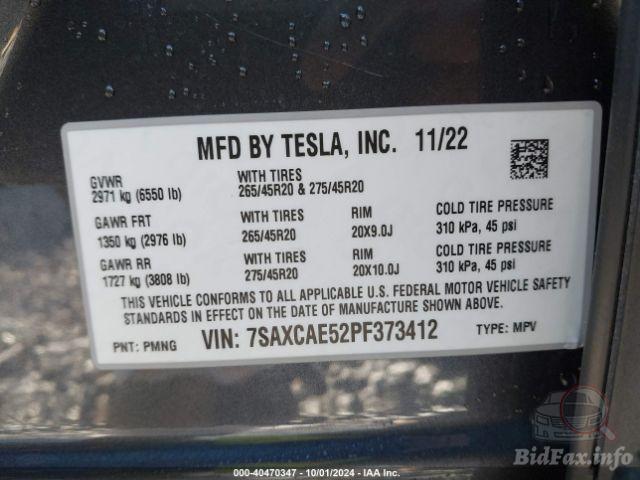 MFD BY TESLA, INC. 11/22
GVWR
2971 kg (6550 lb)
WITH TIRES
265/45R20 & 275/45R20
GAWR FRT
1350 kg (2976 lb)
WITH TIRES
265/45R20
RIM
20X9.0J
COLD TIRE PRESSURE
310 kPa, 45 psi
GAWR RR
1727 kg (3808 lb)
WITH TIRES
275/45R20
RIM
20X10.0J
COLD TIRE PRESSURE
310 kPa, 45 psi
THIS VEHICLE CONFORMS TO ALL APPLICABLE U.S. FEDERAL MOTOR VEHICLE SAFETY
STANDARDS IN EFFECT ON THE DATE OF MANUFACTURE SHOWN ABOVE.
PNT: PMNG VIN: 7SAXCAE52PF373412 TYPE: MPV
BidFax.info
000-40470347 - 10/01/2024 - IAA Inc.